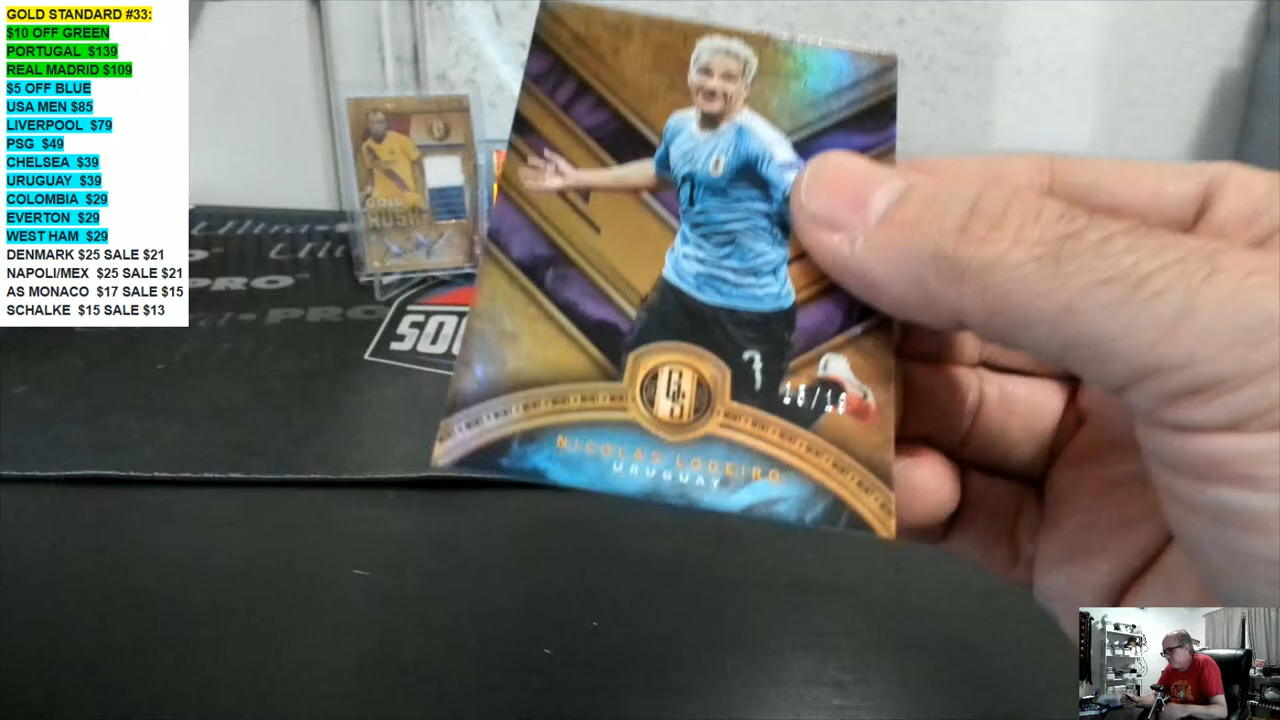 GOLD STANDARD #33:
$10 OFF GREEN
PORTUGAL $139
REAL MADRID $109
$5 OFF BLUE
USA MEN $85
LIVERPOOL $79
PSG $49
CHELSEA $39
URUGUAY $39
COLOMBIA $29
EVERTON $29
WEST HAM $29
DENMARK $25 SALE $21
NAPOLI/MEX $25 SALE $21
AS MONACO $17 SALE $15
SCHALKE $15 SALE $13
Ultra
PRO
GOLD
RUSH
SOC
7
NICOLAS LODEIRO
URUGUAY